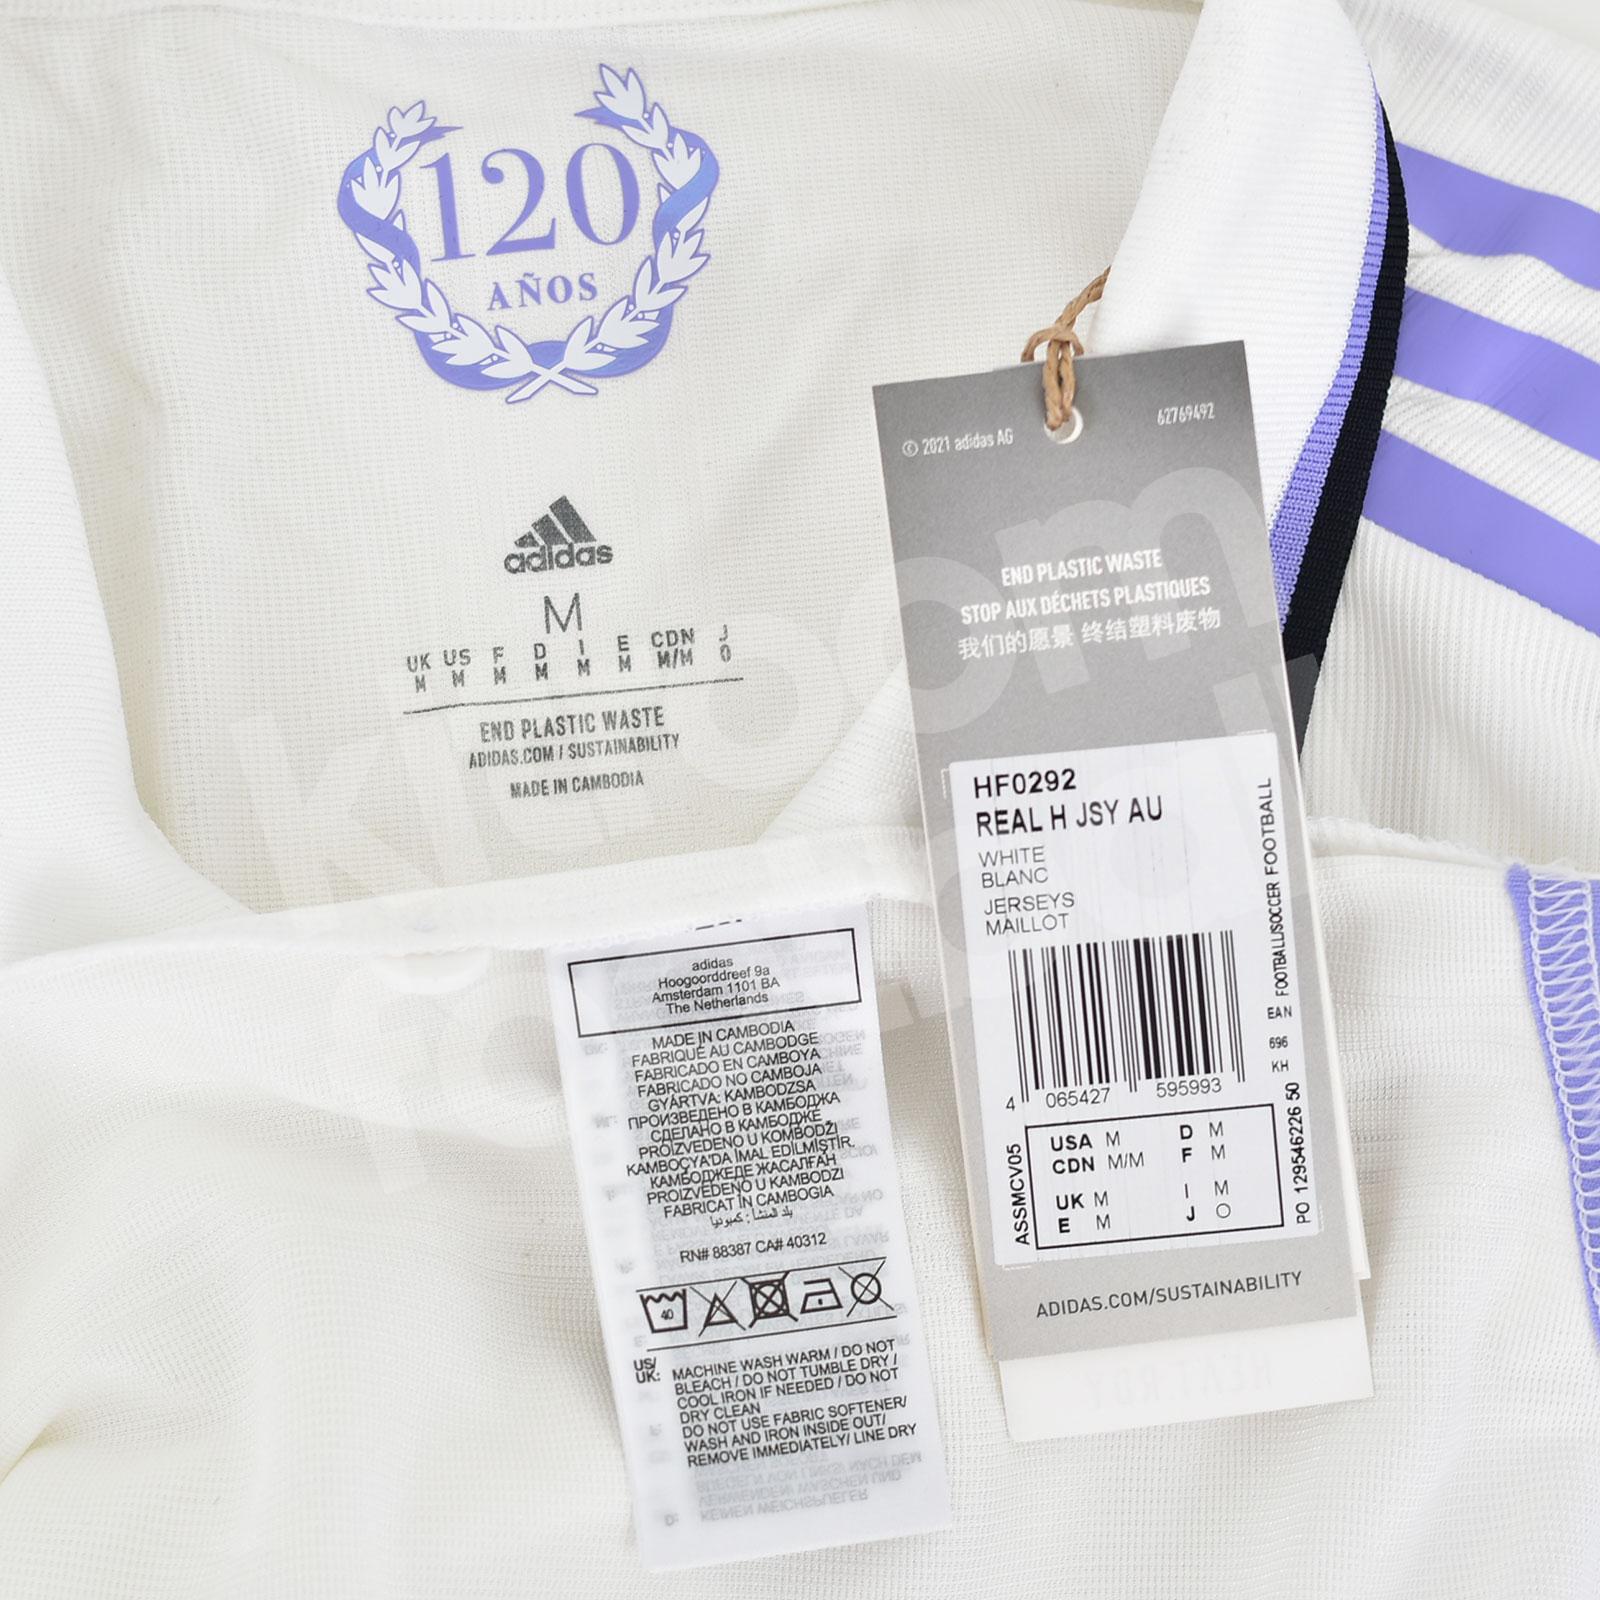 120
AÑOS
adidas
M
UK US F D I E CDN J
M M M M M M M/M O
END PLASTIC WASTE
ADIDAS.COM / SUSTAINABILITY
MADE IN CAMBODIA
© 2021 adidas AG
62769492
END PLASTIC WASTE
STOP AUX DÉCHETS PLASTIQUES
我们的愿景 终结塑料废物
HF0292
REAL H JSY AU
WHITE
BLANC
JERSEYS
MAILLOT
FOOTBALL/SOCCER FOOTBALL
EAN
696
KH
4 065427 595993
ASSMCV05
USA M D M
CDN M/M F M
UK M I M
E M J O
PO 129546226 50
ADIDAS.COM/SUSTAINABILITY
adidas
Hoogoorddreef 9a
Amsterdam 1101 BA
The Netherlands
MADE IN CAMBODIA
FABRIQUÉ AU CAMBODGE
FABRICADO EN CAMBOYA
FABRICADO NO CAMBOJA
GYÁRTVA: KAMBODZSA
ПРОИЗВЕДЕНО В КАМБОДЖА
СДЕЛАНО В КАМБОДЖЕ
PROIZVEDENO U KOMBODŽI
KAMBOÇYA'DA İMAL EDİLMİŞTİR.
КАМБОДЖЕДЕ ЖАСАЛҒАН
PROIZVEDENO U KAMBODZI
FABRICAT ÎN CAMBOGIA
بلد المنشأ : كمبوديا
RN# 88387 CA# 40312
40
US/
UK:
MACHINE WASH WARM / DO NOT
BLEACH / DO NOT TUMBLE DRY /
COOL IRON IF NEEDED / DO NOT
DRY CLEAN
DO NOT USE FABRIC SOFTENER/
WASH AND IRON INSIDE OUT/
REMOVE IMMEDIATELY/ LINE DRY